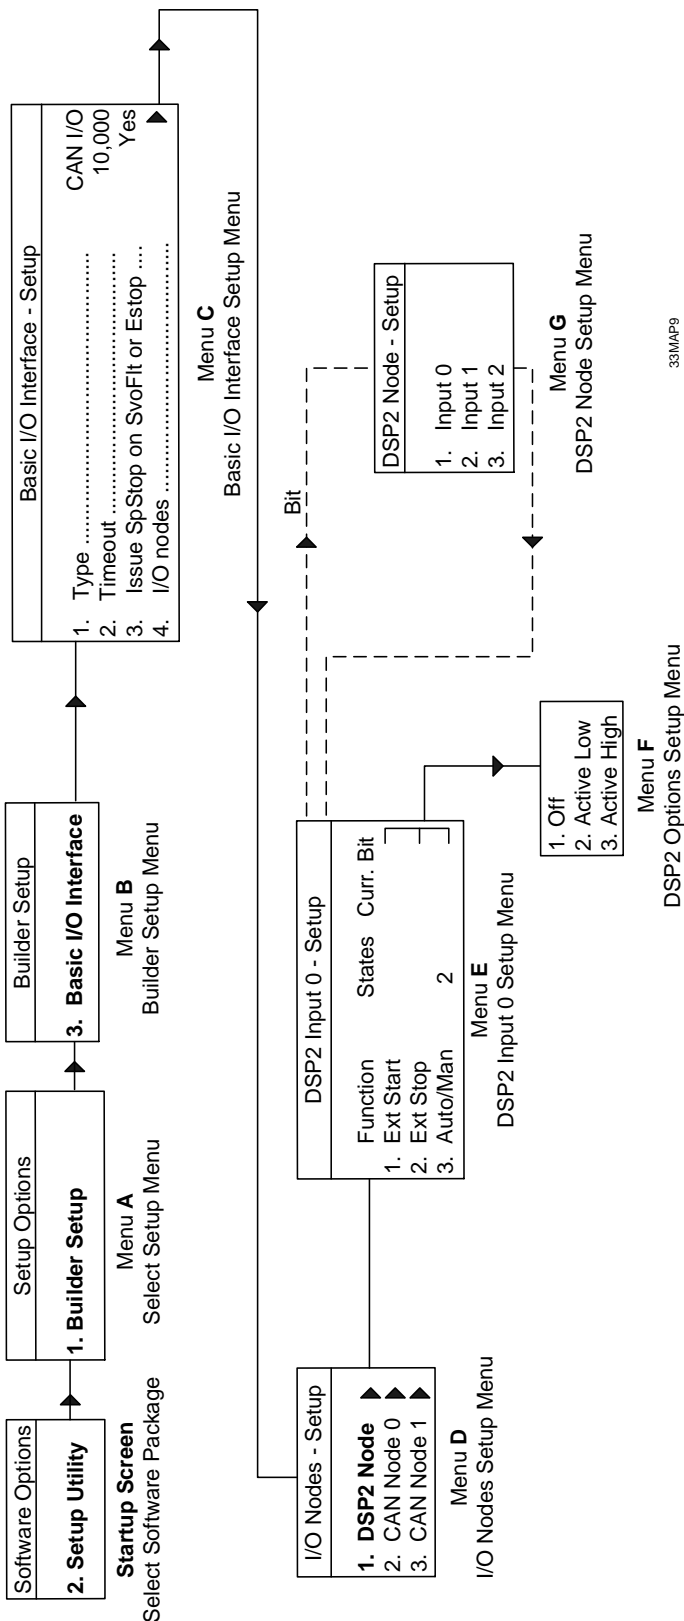 Software Options
2. Setup Utility
Startup Screen
Select Software Package
Setup Options
1. Builder Setup
Menu A
Select Setup Menu
Builder Setup
3. Basic I/O Interface
Menu B
Builder Setup Menu
Basic I/O Interface - Setup
1. Type ........................................ CAN I/O
2. Timeout .................................... 10,000
3. Issue SpStop on SvoFlt or Estop ..... Yes
4. I/O nodes ........................................
Menu C
Basic I/O Interface Setup Menu
I/O Nodes - Setup
1. DSP2 Node
2. CAN Node 0
3. CAN Node 1
Menu D
I/O Nodes Setup Menu
DSP2 Input 0 - Setup
Function States Curr. Bit
1. Ext Start
2. Ext Stop
3. Auto/Man 2
Menu E
DSP2 Input 0 Setup Menu
1. Off
2. Active Low
3. Active High
Menu F
DSP2 Options Setup Menu
Bit
DSP2 Node - Setup
1. Input 0
2. Input 1
3. Input 2
Menu G
DSP2 Node Setup Menu
33MAP9